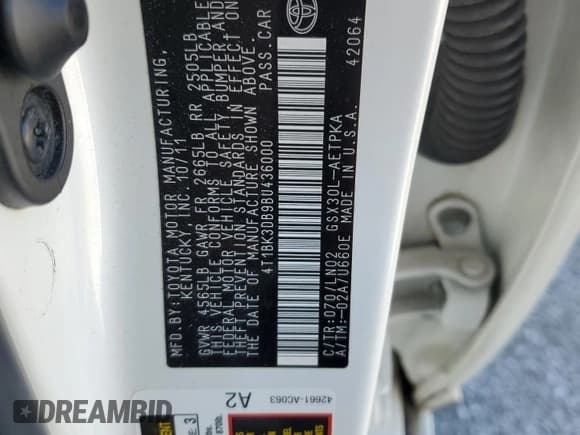 MFD.BY:TOYOTA MOTOR MANUFACTURING,
KENTUCKY, INC. 10/11
GVWR 4565LB GAWR FR 2665LB RR 2505LB
THIS VEHICLE CONFORMS TO ALL APPLICABLE
FEDERAL MOTOR VEHICLE SAFETY, BUMPER, AND
THEFT PREVENTION STANDARDS IN EFFECT ON
THE DATE OF MANUFACTURE SHOWN ABOVE.
4T1BK3DB9BU436000 PASS.CAR
C/TR:070/LN02 GSX30L-AETPKA
A/TM:-02A/U660E MADE IN U.S.A. 42064
42661-AC063
A2
DREAMBID